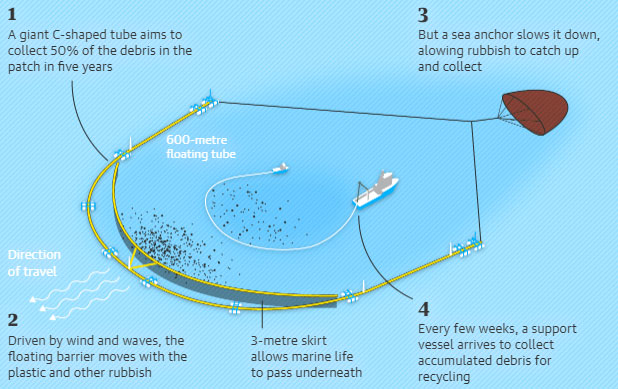 1
A giant C-shaped tube aims to
collect 50% of the debris in the
patch in five years
3
But a sea anchor slows it down,
alowing rubbish to catch up
and collect
600-metre
floating tube
Direction
of travel
2
Driven by wind and waves, the
floating barrier moves with the
plastic and other rubbish
3-metre skirt
allows marine life
to pass underneath
4
Every few weeks, a support
vessel arrives to collect
accumulated debris for
recycling